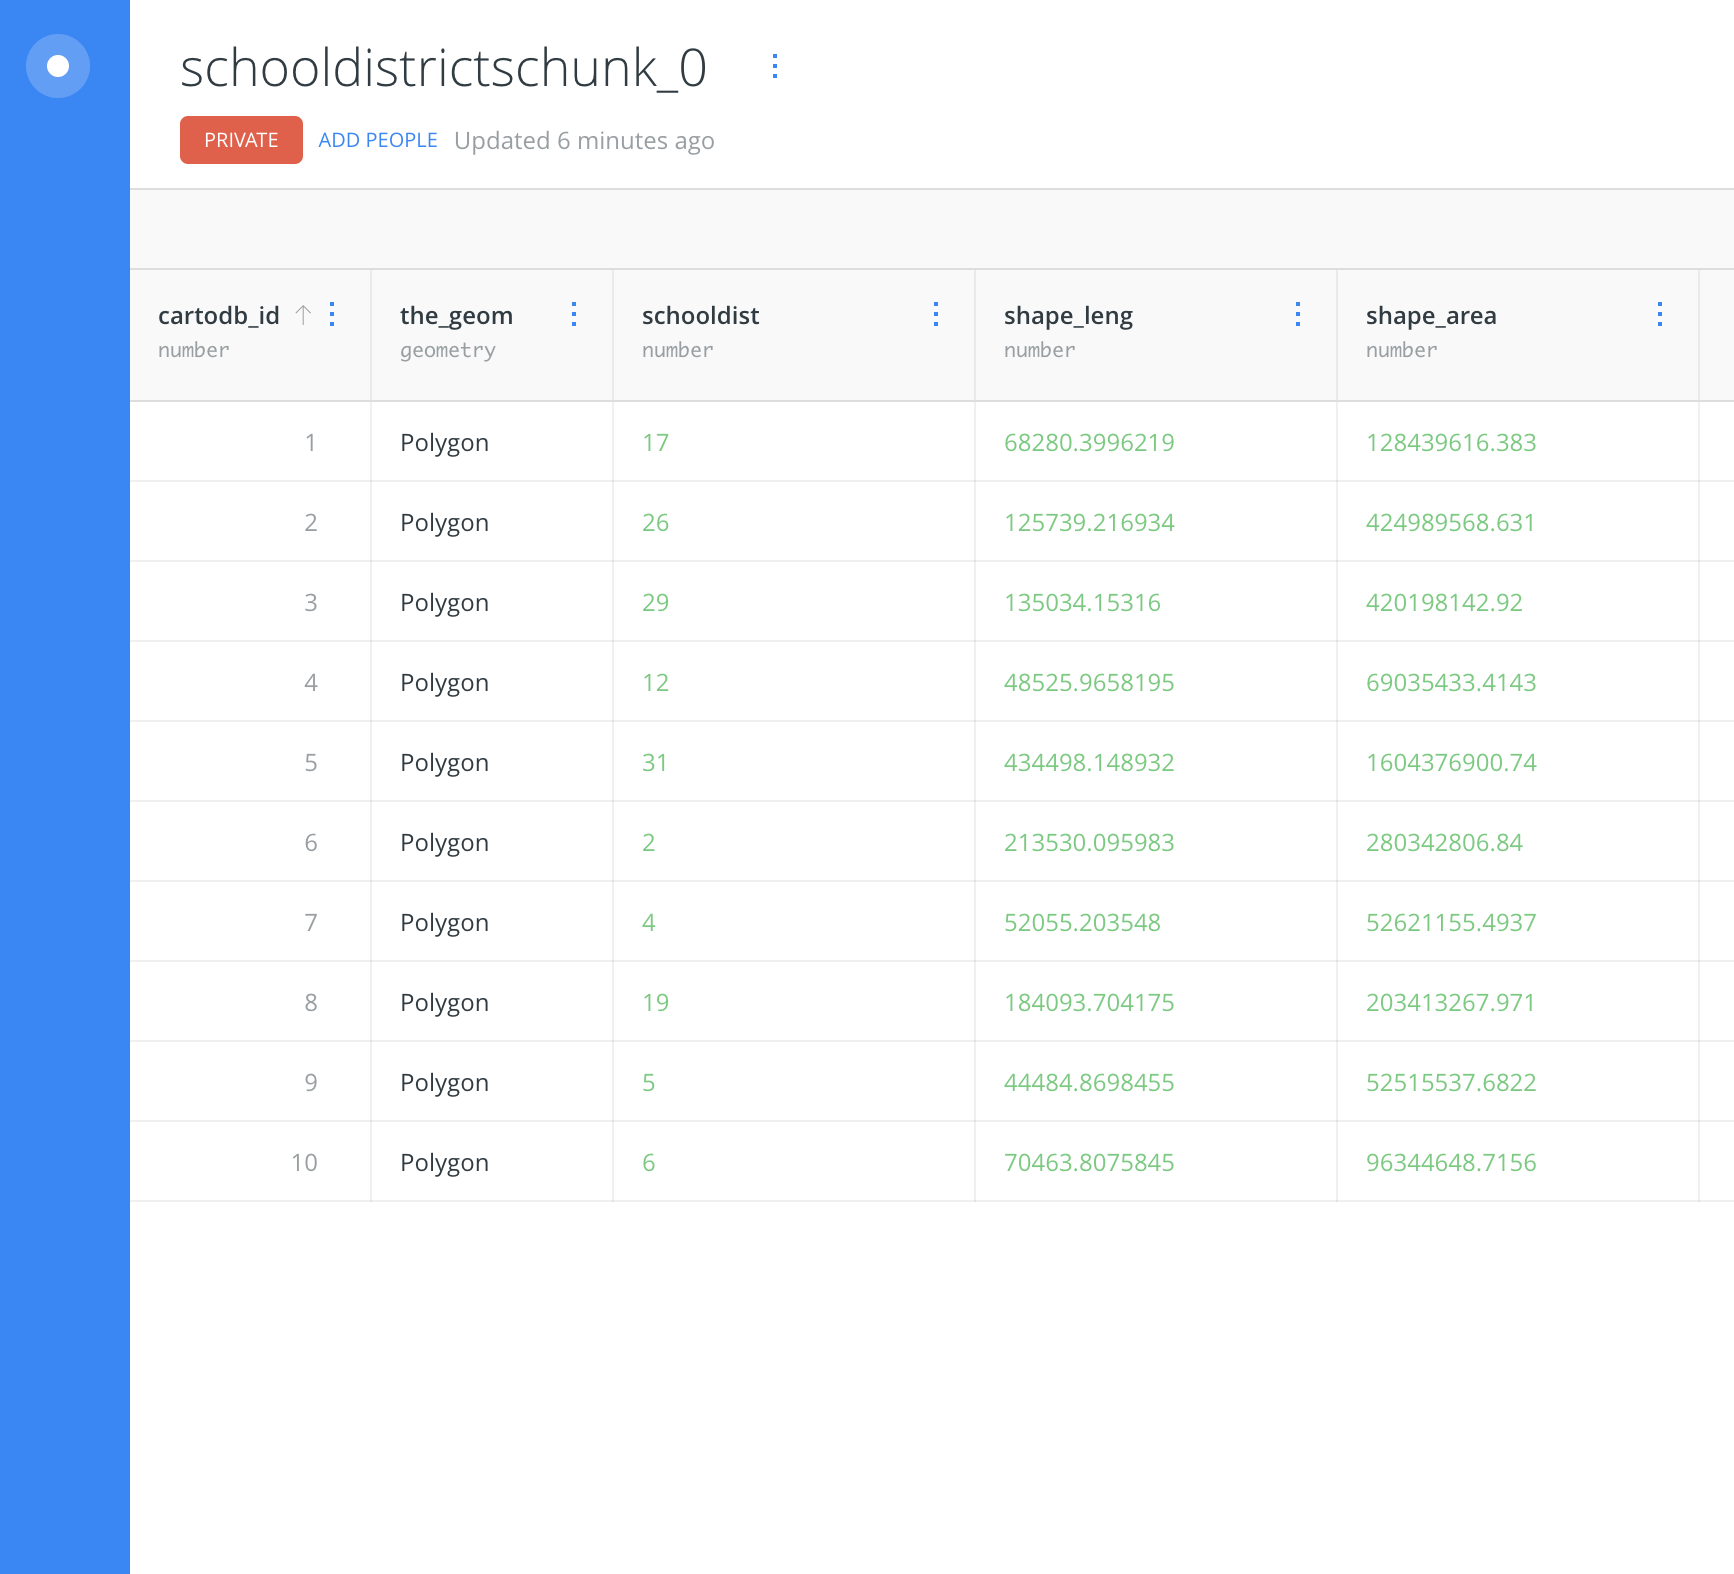 schooldistrictschunk_0
PRIVATE ADD PEOPLE Updated 6 minutes ago
cartodb_id the_geom schooldist shape_leng shape_area
number geometry number number number
1 Polygon 17 68280.3996219 128439616.383
2 Polygon 26 125739.216934 424989568.631
3 Polygon 29 135034.15316 420198142.92
4 Polygon 12 48525.9658195 69035433.4143
5 Polygon 31 434498.148932 1604376900.74
6 Polygon 2 213530.095983 280342806.84
7 Polygon 4 52055.203548 52621155.4937
8 Polygon 19 184093.704175 203413267.971
9 Polygon 5 44484.8698455 52515537.6822
10 Polygon 6 70463.8075845 96344648.7156